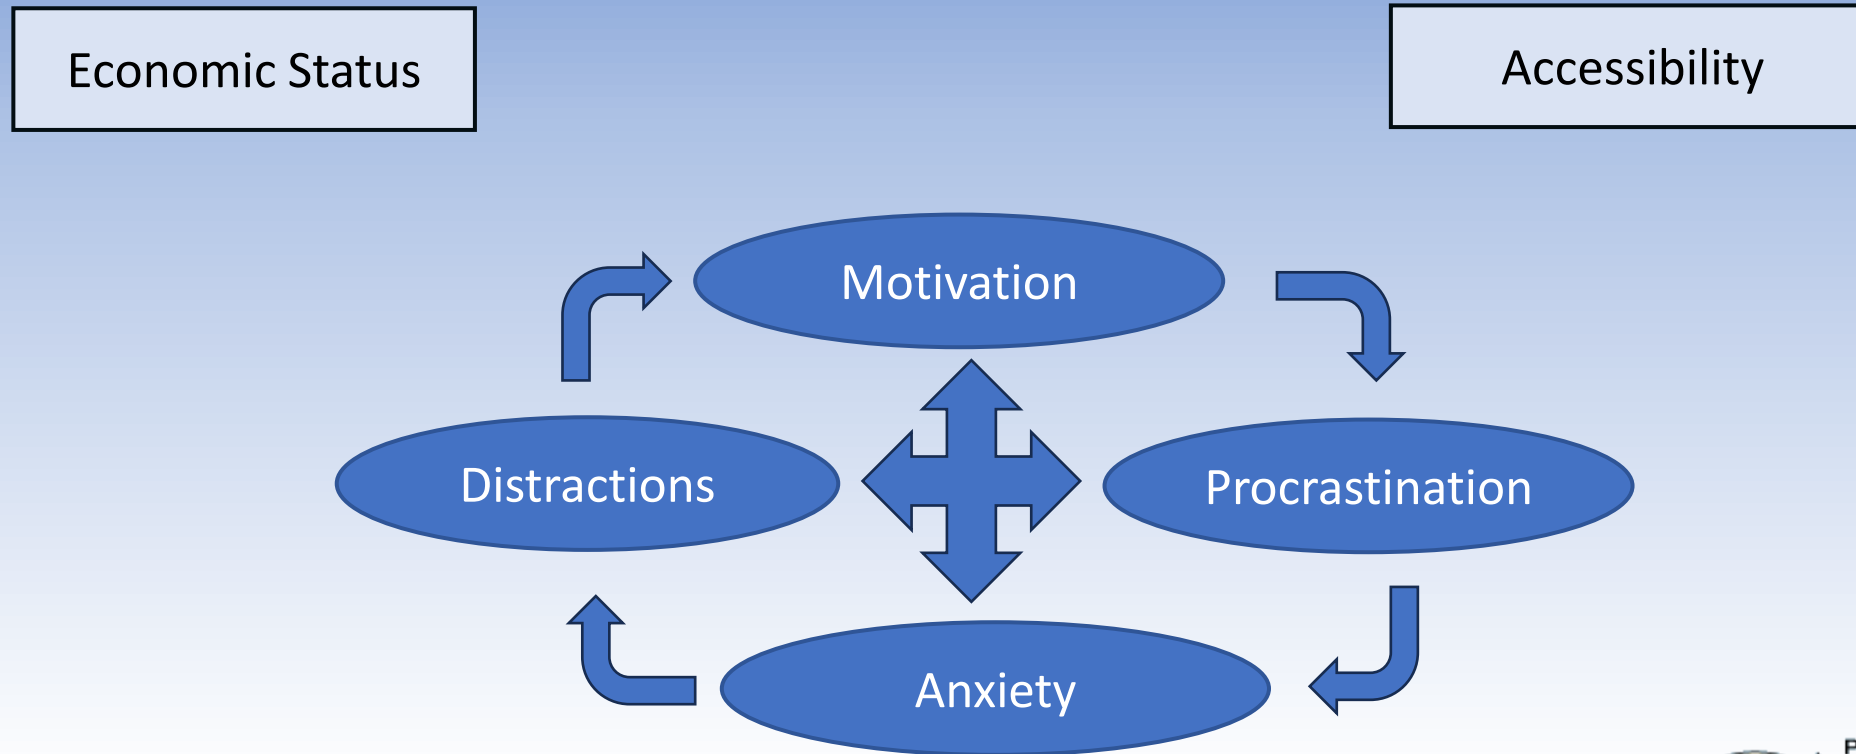 Economic Status
Accessibility
Motivation
Distractions
Procrastination
Anxiety